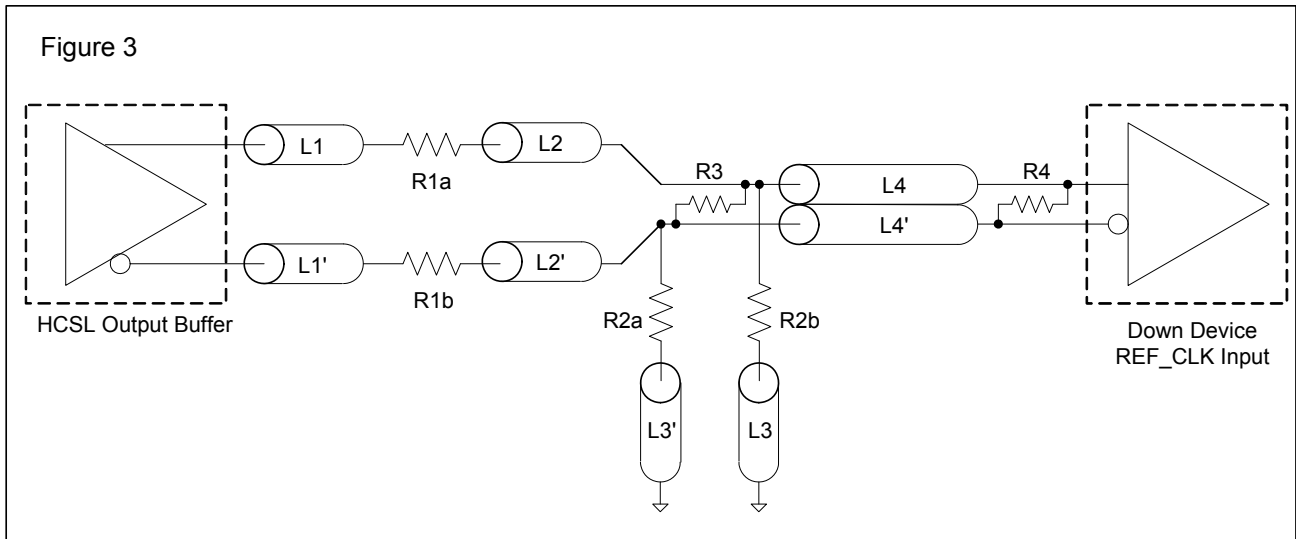 Figure 3
L1
R1a
L2
R3
L4
R4
L4'
L1'
R1b
L2'
HCSL Output Buffer
R2a
R2b
Down Device
REF_CLK Input
L3'
L3